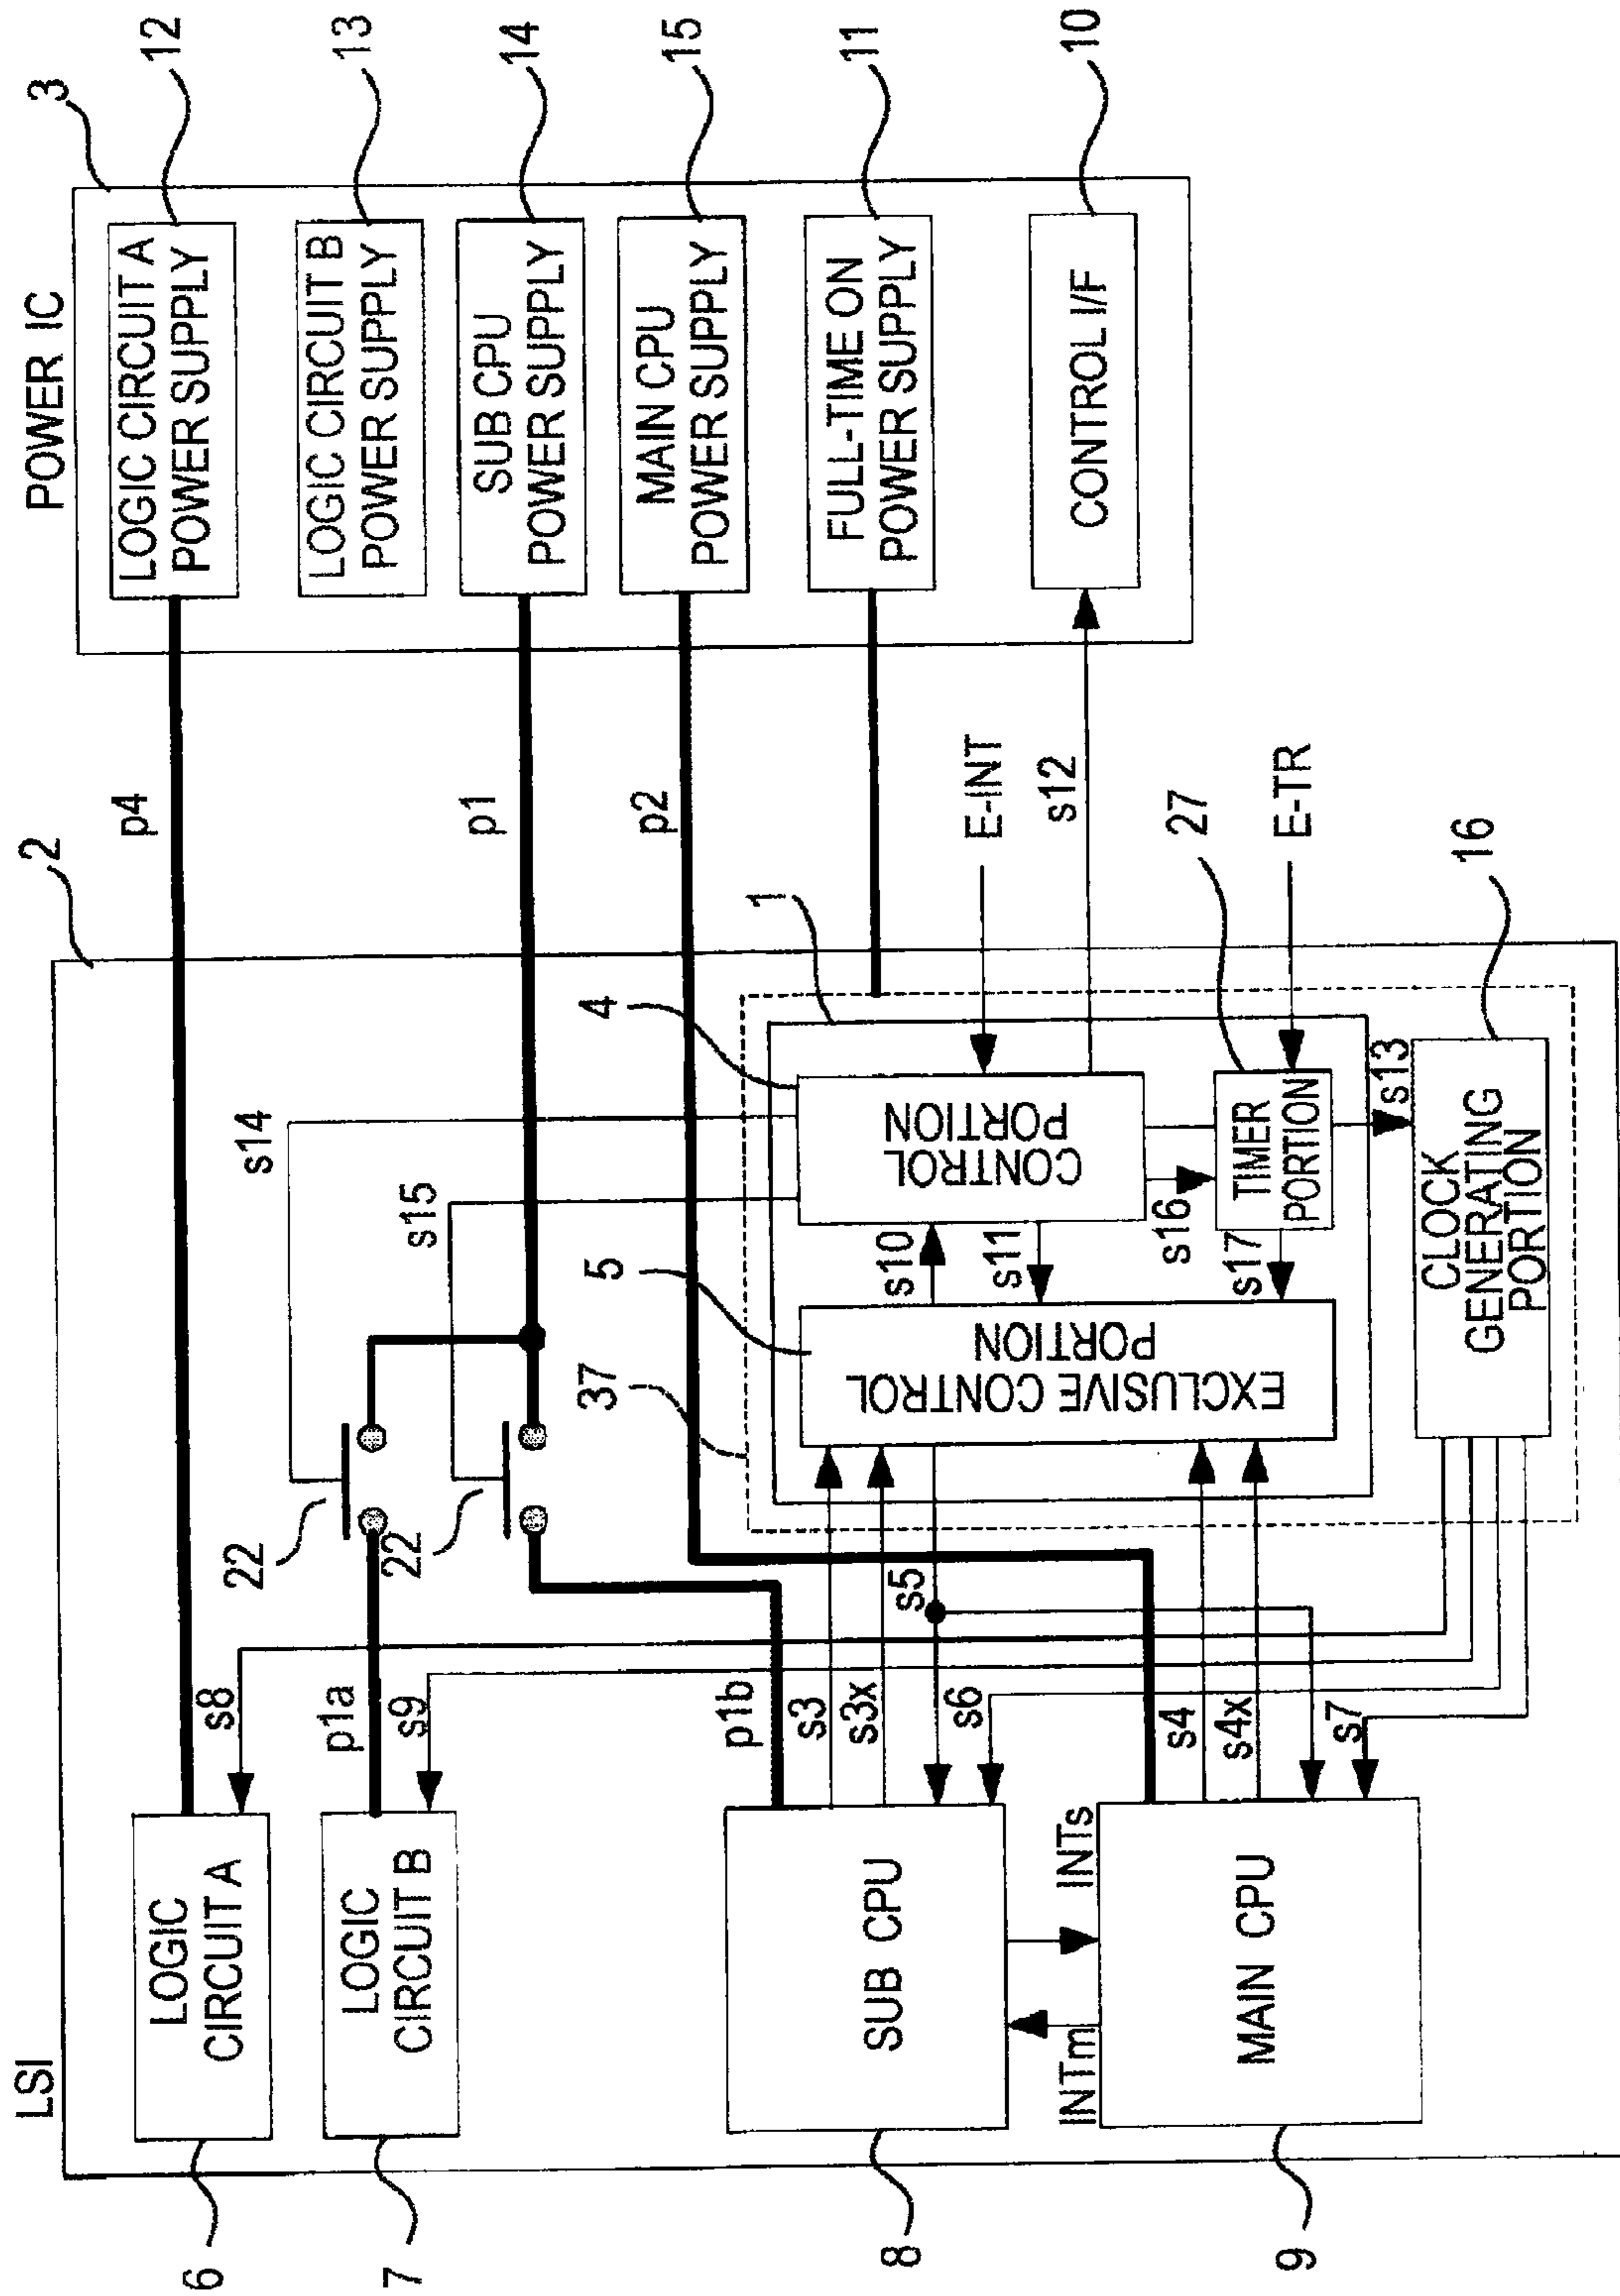 LSI
2
POWER IC
3
LOGIC
CIRCUIT A
6
LOGIC
CIRCUIT B
7
SUB CPU
8
MAIN CPU
9
INTm
INTs
s8
p1a
s9
p1b
s3
s3x
s5
s6
s4
s4x
s7
22
22
s14
s15
37
5
EXCLUSIVE CONTROL
PORTION
s10
s11
s16
s17
4
1
CONTROL
PORTION
TIMER
PORTION
27
s13
CLOCK
GENERATING
PORTION
16
p4
p1
p2
E-INT
s12
E-TR
LOGIC CIRCUIT A
POWER SUPPLY
12
LOGIC CIRCUIT B
POWER SUPPLY
13
SUB CPU
POWER SUPPLY
14
MAIN CPU
POWER SUPPLY
15
FULL-TIME ON
POWER SUPPLY
11
CONTROL I/F
10